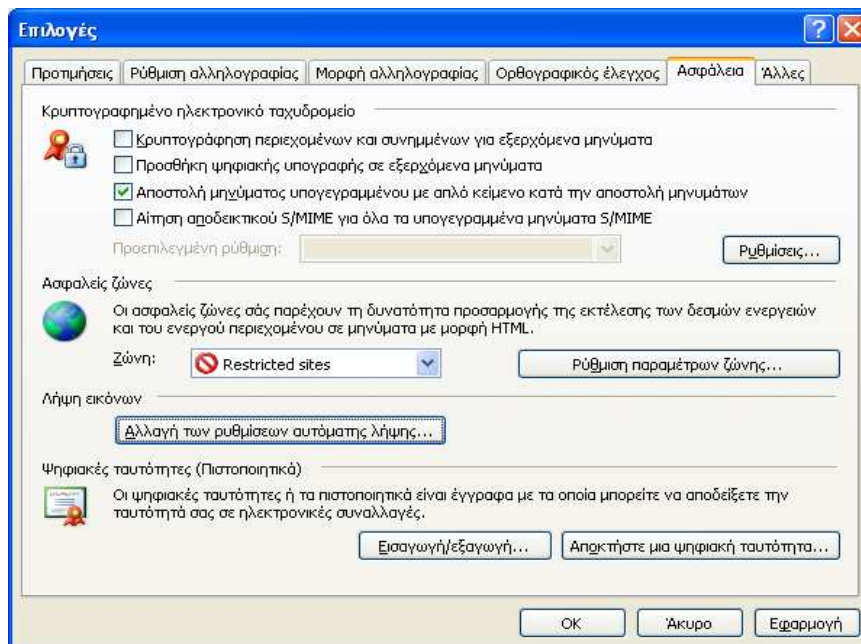 Επιλογές
Προτιμήσεις Ρύθμιση αλληλογραφίας Μορφή αλληλογραφίας Ορθογραφικός έλεγχος Ασφάλεια Άλλες
Κρυπτογραφημένο ηλεκτρονικό ταχυδρομείο
Κρυπτογράφηση περιεχομένων και συνημμένων για εξερχόμενα μηνύματα
Προσθήκη ψηφιακής υπογραφής σε εξερχόμενα μηνύματα
Αποστολή μηνύματος υπογεγραμμένου με απλό κείμενο κατά την αποστολή μηνυμάτων
Αίτηση αποδεικτικού S/MIME για όλα τα υπογεγραμμένα μηνύματα S/MIME
Προεπιλεγμένη ρύθμιση: Ρυθμίσεις...
Ασφαλείς ζώνες
Οι ασφαλείς ζώνες σάς παρέχουν τη δυνατότητα προσαρμογής της εκτέλεσης των δεσμών ενεργειών
και του ενεργού περιεχομένου σε μηνύματα με μορφή HTML.
Ζώνη: Restricted sites Ρύθμιση παραμέτρων ζώνης...
Λήψη εικόνων
Αλλαγή των ρυθμίσεων αυτόματης λήψης...
Ψηφιακές ταυτότητες (Πιστοποιητικά)
Οι ψηφιακές ταυτότητες ή τα πιστοποιητικά είναι έγγραφα με τα οποία μπορείτε να αποδείξετε την
ταυτότητά σας σε ηλεκτρονικές συναλλαγές.
Εισαγωγή/εξαγωγή... Αποκτήστε μια ψηφιακή ταυτότητα...
OK Άκυρο Εφαρμογή